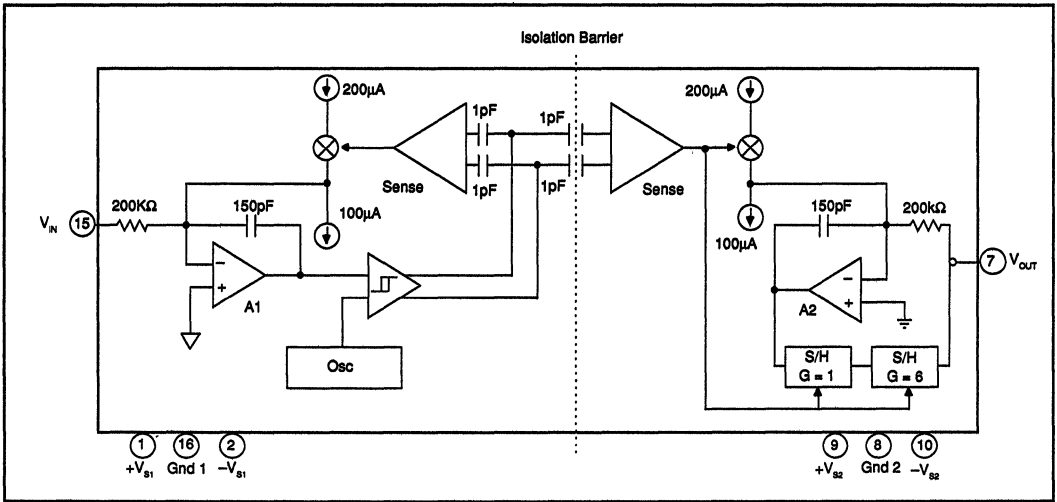 Isolation Barrier
200µA
200µA
1pF
1pF
Sense
1pF
1pF
Sense
200KΩ
150pF
100µA
100µA
150pF
200kΩ
V_IN
15
7
V_OUT
−
+
A1
−
+
A2
Osc
S/H
G = 1
S/H
G = 6
1
16
2
9
8
10
+V_S1
Gnd 1
−V_S1
+V_S2
Gnd 2
−V_S2